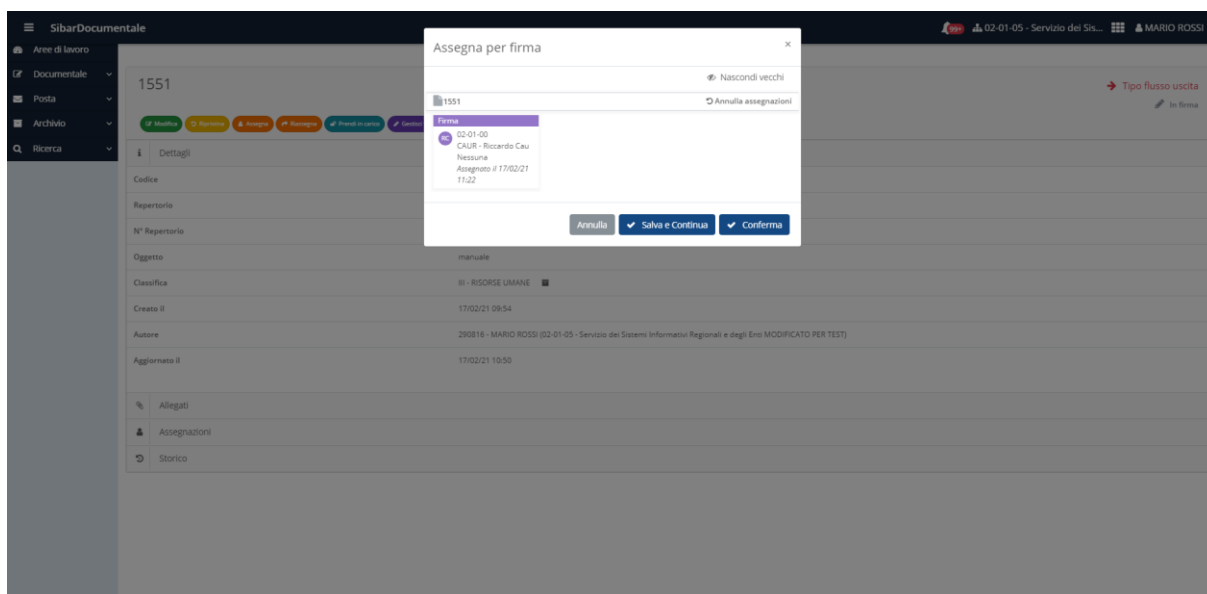 SibarDocumentale
99+
02-01-05 - Servizio dei Sis...
MARIO ROSSI
Aree di lavoro
Documentale
Posta
Archivio
Ricerca
Assegna per firma
×
Nascondi vecchi
1551
Annulla assegnazioni
Firma
RC
02-01-00
CAUR - Riccardo Cau
Nessuna
Assegnato il 17/02/21
11:22
Annulla
Salva e Continua
Conferma
1551
Tipo flusso uscita
In firma
Modifica
Ripristina
Assegna
Riassegna
Prendi in carico
Gestisci
Dettagli
Codice
Repertorio
N° Repertorio
Oggetto
manuale
Classifica
III - RISORSE UMANE
Creato il
17/02/21 09:54
Autore
290816 - MARIO ROSSI (02-01-05 - Servizio dei Sistemi Informativi Regionali e degli Enti MODIFICATO PER TEST)
Aggiornato il
17/02/21 10:50
Allegati
Assegnazioni
Storico